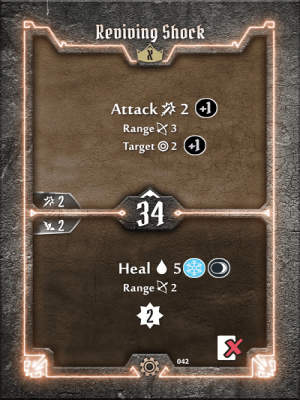 Reviving Shock
X
Attack 2 +1
Range 3
Target 2 +1
2
34
2
Heal 5
Range 2
2
042